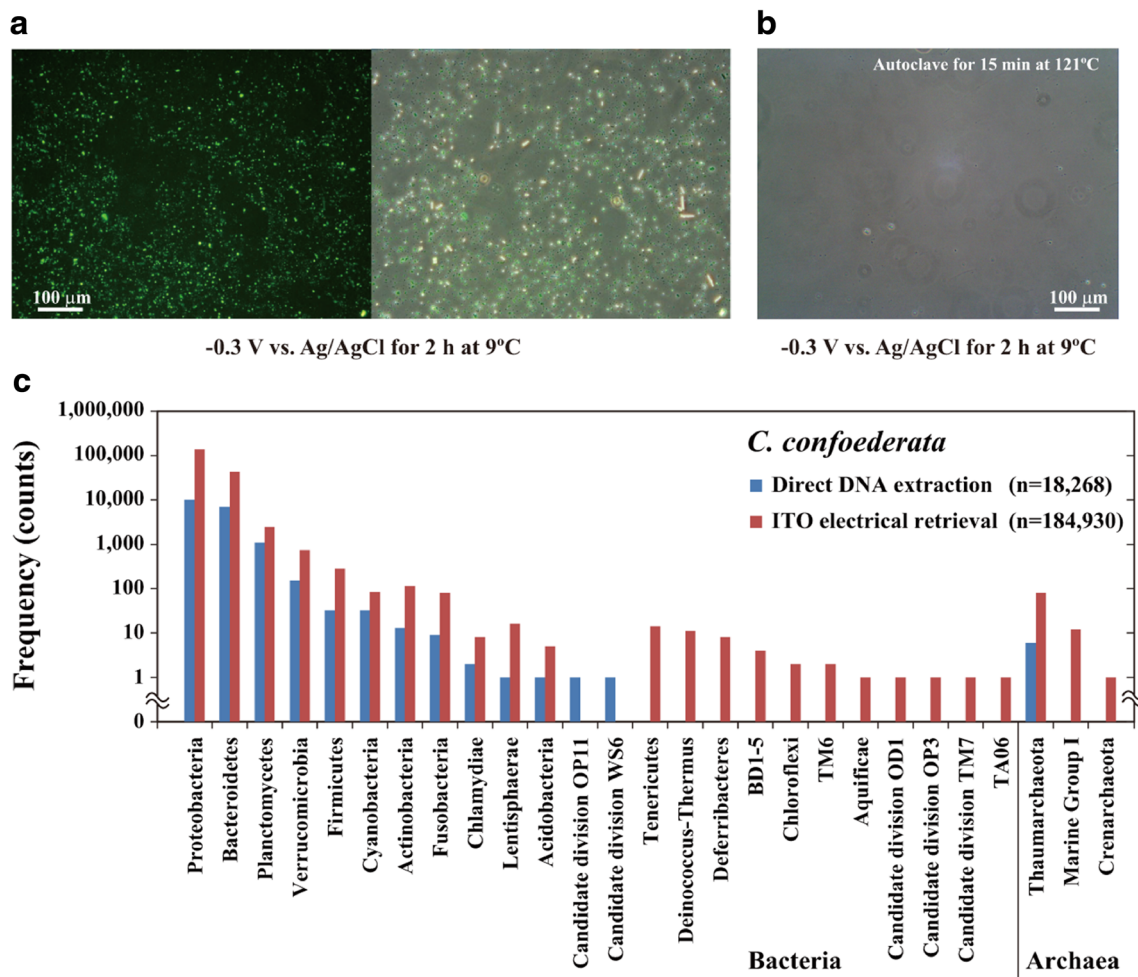 a
b
Autoclave for 15 min at 121ºC
100 μm
100 μm
-0.3 V vs. Ag/AgCl for 2 h at 9ºC
-0.3 V vs. Ag/AgCl for 2 h at 9ºC
c
Frequency (counts)
1,000,000
100,000
10,000
1,000
100
10
1
0
C. confoederata
Direct DNA extraction (n=18,268)
ITO electrical retrieval (n=184,930)
Proteobacteria
Bacteroidetes
Planctomycetes
Verrucomicrobia
Firmicutes
Cyanobacteria
Actinobacteria
Fusobacteria
Chlamydiae
Lentisphaerae
Acidobacteria
Candidate division OP11
Candidate division WS6
Tenericutes
Deinococcus-Thermus
Deferribacteres
BD1-5
Chloroflexi
TM6
Aquificae
Candidate division OD1
Candidate division OP3
Candidate division TM7
TA06
Thaumarchaeota
Marine Group I
Crenarchaeota
Bacteria
Archaea